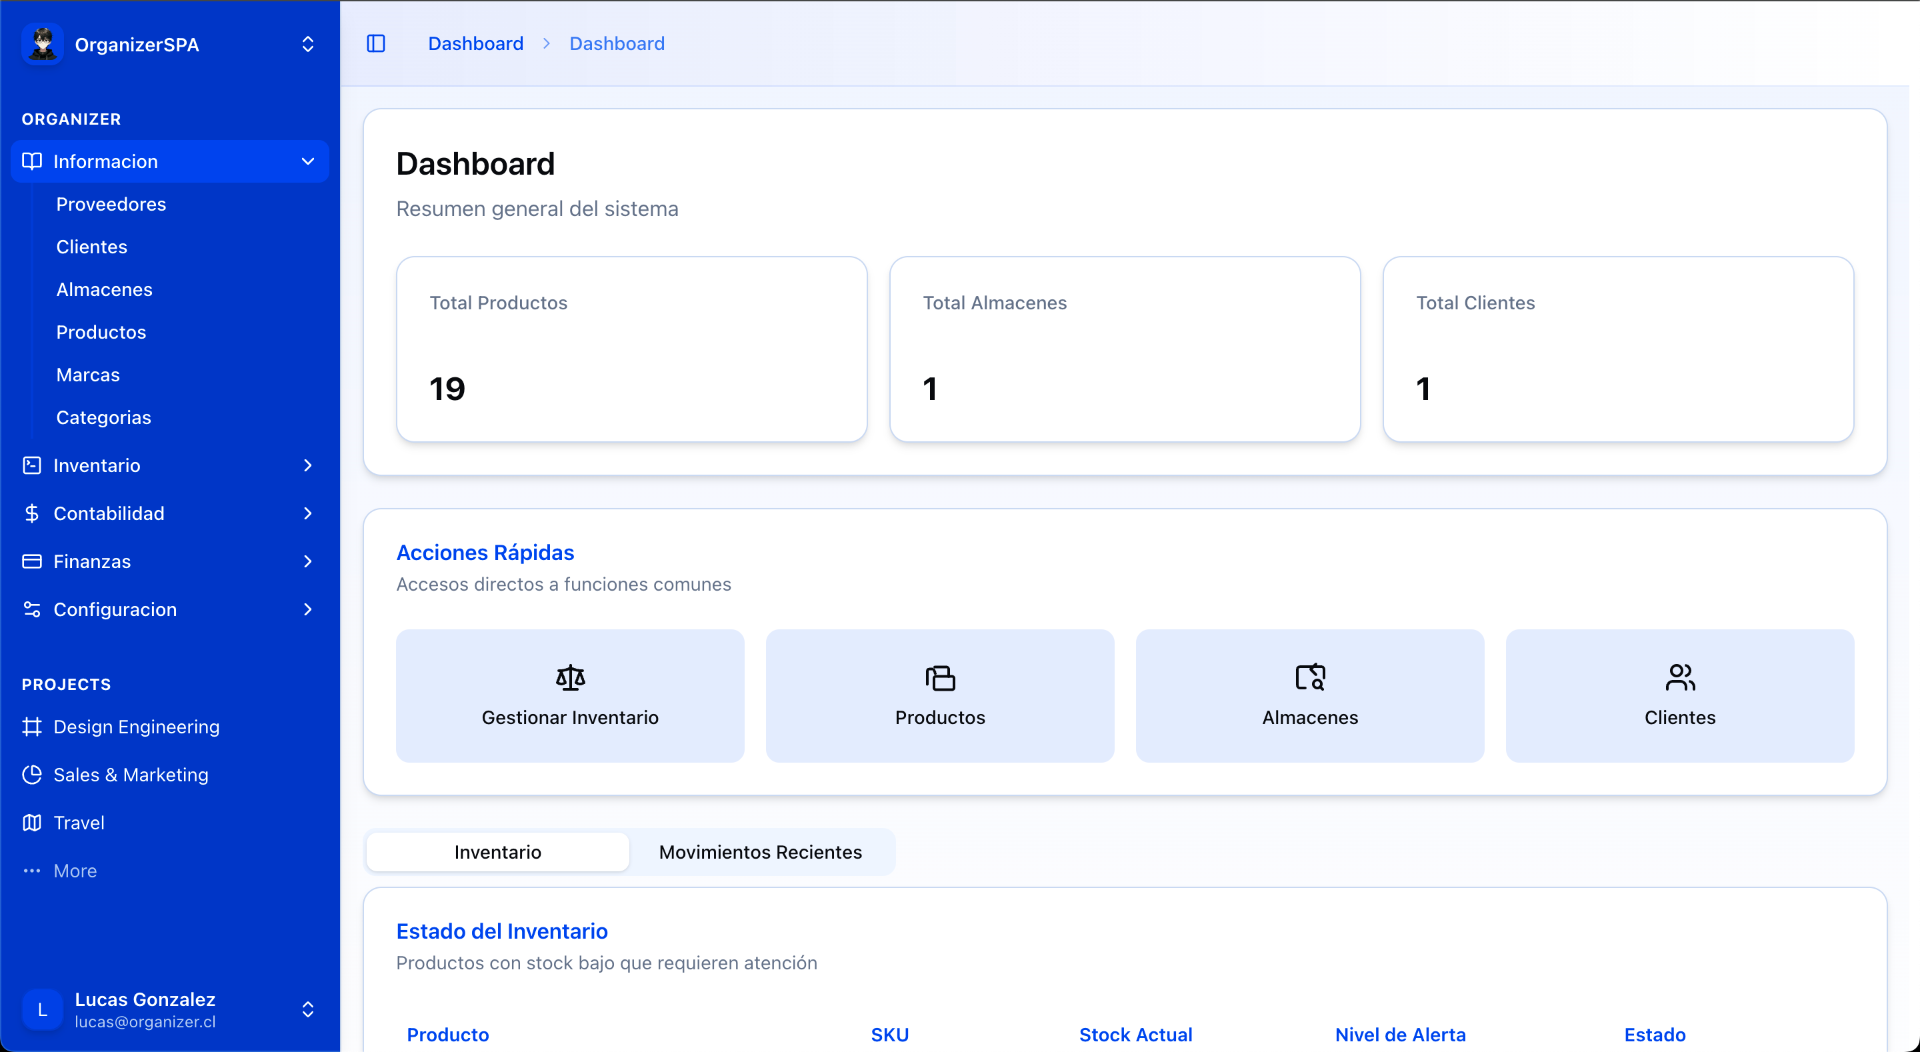 OrganizerSPA
ORGANIZER
Informacion
Proveedores
Clientes
Almacenes
Productos
Marcas
Categorias
Inventario
Contabilidad
Finanzas
Configuracion
PROJECTS
Design Engineering
Sales & Marketing
Travel
More
L
Lucas Gonzalez
lucas@organizer.cl
Dashboard > Dashboard
Dashboard
Resumen general del sistema
Total Productos
19
Total Almacenes
1
Total Clientes
1
Acciones Rápidas
Accesos directos a funciones comunes
Gestionar Inventario
Productos
Almacenes
Clientes
Inventario
Movimientos Recientes
Estado del Inventario
Productos con stock bajo que requieren atención
Producto SKU Stock Actual Nivel de Alerta Estado